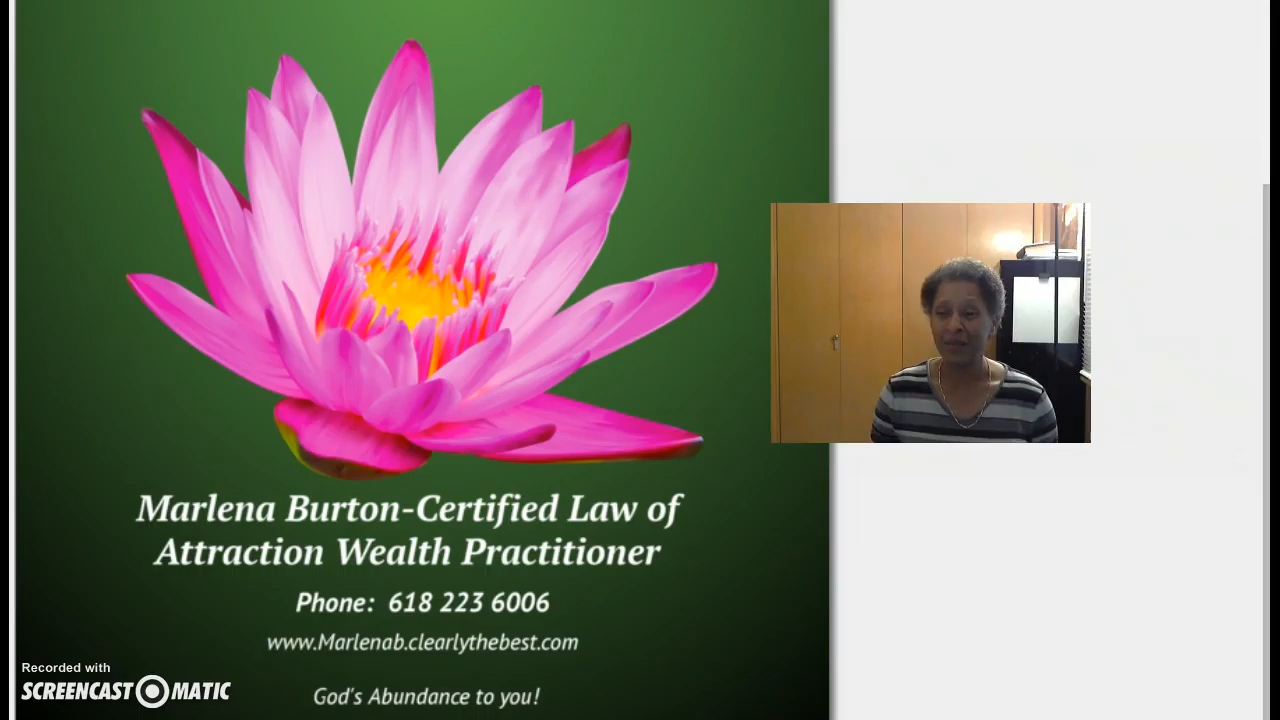 Marlena Burton-Certified Law of
Attraction Wealth Practitioner
Phone: 618 223 6006
www.Marlenab.clearlythebest.com
God's Abundance to you!
Recorded with
SCREENCAST-O-MATIC